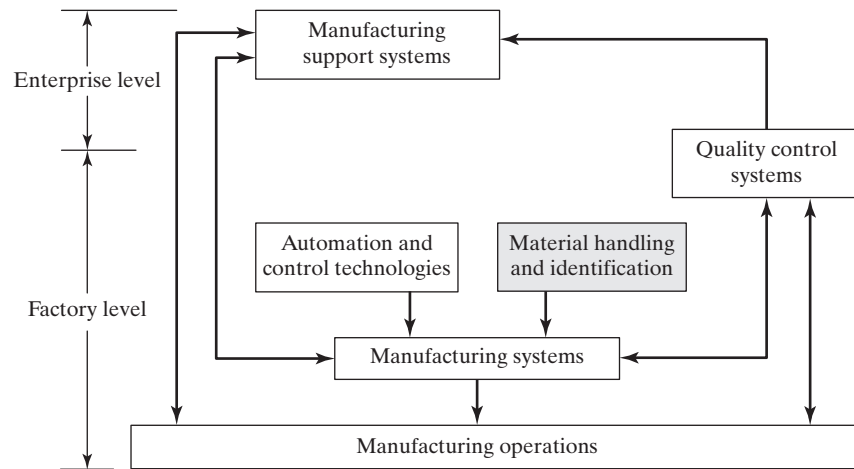 Manufacturing
support systems
Enterprise level
Quality control
systems
Automation and
control technologies
Material handling
and identification
Factory level
Manufacturing systems
Manufacturing operations